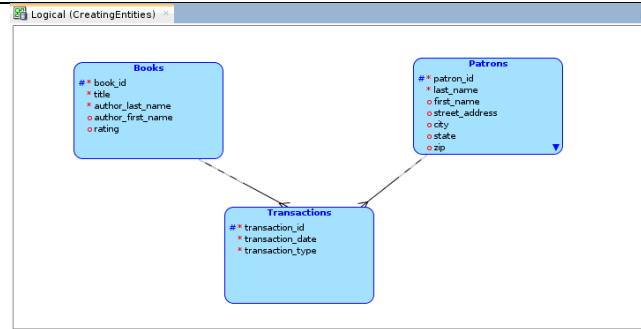 Logical (CreatingEntities)
Books
# * book_id
* title
* author_last_name
o author_first_name
o rating
Patrons
# * patron_id
* last_name
o first_name
o street_address
o city
o state
o zip
Transactions
# * transaction_id
* transaction_date
* transaction_type